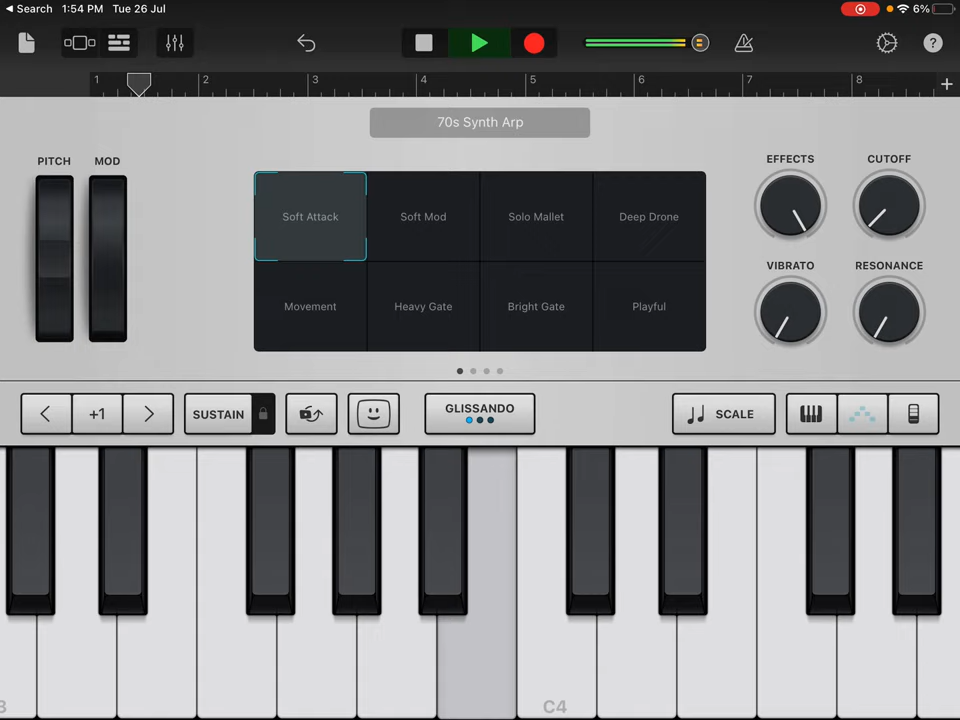 Search 1:54 PM Tue 26 Jul 6%
?
1 2 3 4 5 6 7 8 +
70s Synth Arp
PITCH MOD
EFFECTS CUTOFF
Soft Attack Soft Mod Solo Mallet Deep Drone
VIBRATO RESONANCE
Movement Heavy Gate Bright Gate Playful
+1 SUSTAIN GLISSANDO SCALE
3 C4